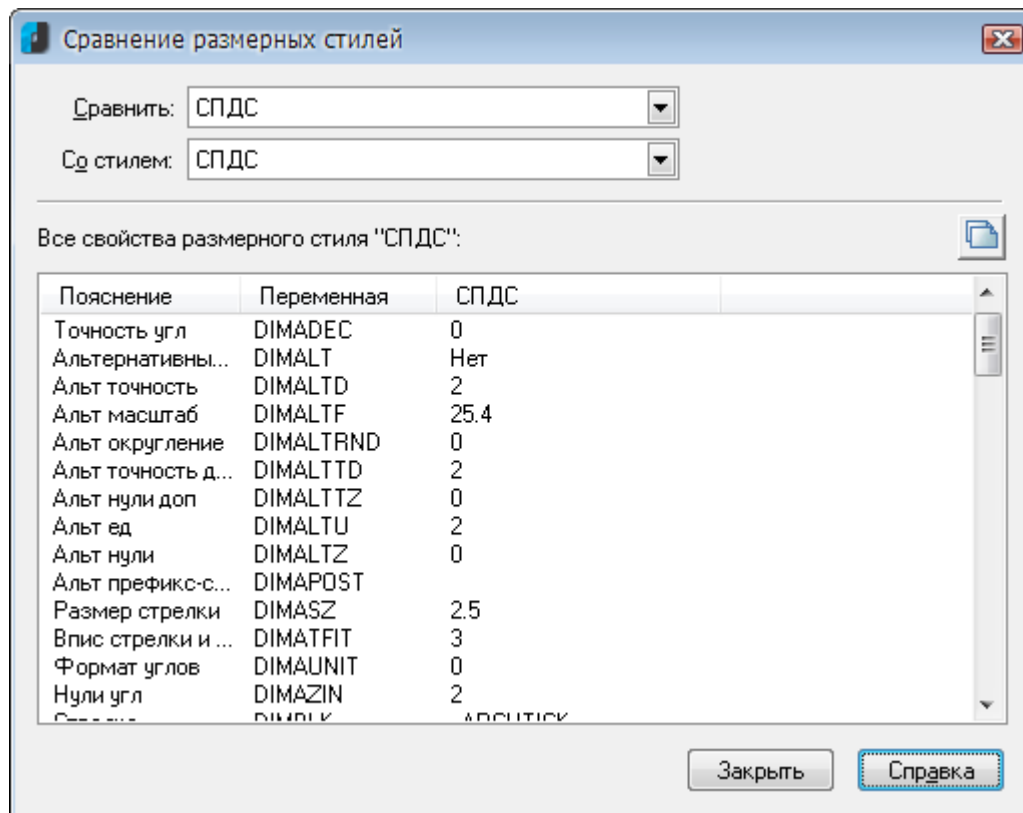 Сравнение размерных стилей
Сравнить: СПДС
Со стилем: СПДС
Все свойства размерного стиля "СПДС":
Пояснение Переменная СПДС
Точность угл DIMADEC 0
Альтернативны... DIMALT Нет
Альт точность DIMALTD 2
Альт масштаб DIMALTF 25.4
Альт округление DIMALTRND 0
Альт точность д... DIMALTTD 2
Альт нули доп DIMALTTZ 0
Альт ед DIMALTU 2
Альт нули DIMALTZ 0
Альт префикс-с... DIMAPOST
Размер стрелки DIMASZ 2.5
Впис стрелки и ... DIMATFIT 3
Формат углов DIMAUNIT 0
Нули угл DIMAZIN 2
DIMBLK _ARCHTICK
Закрыть Справка